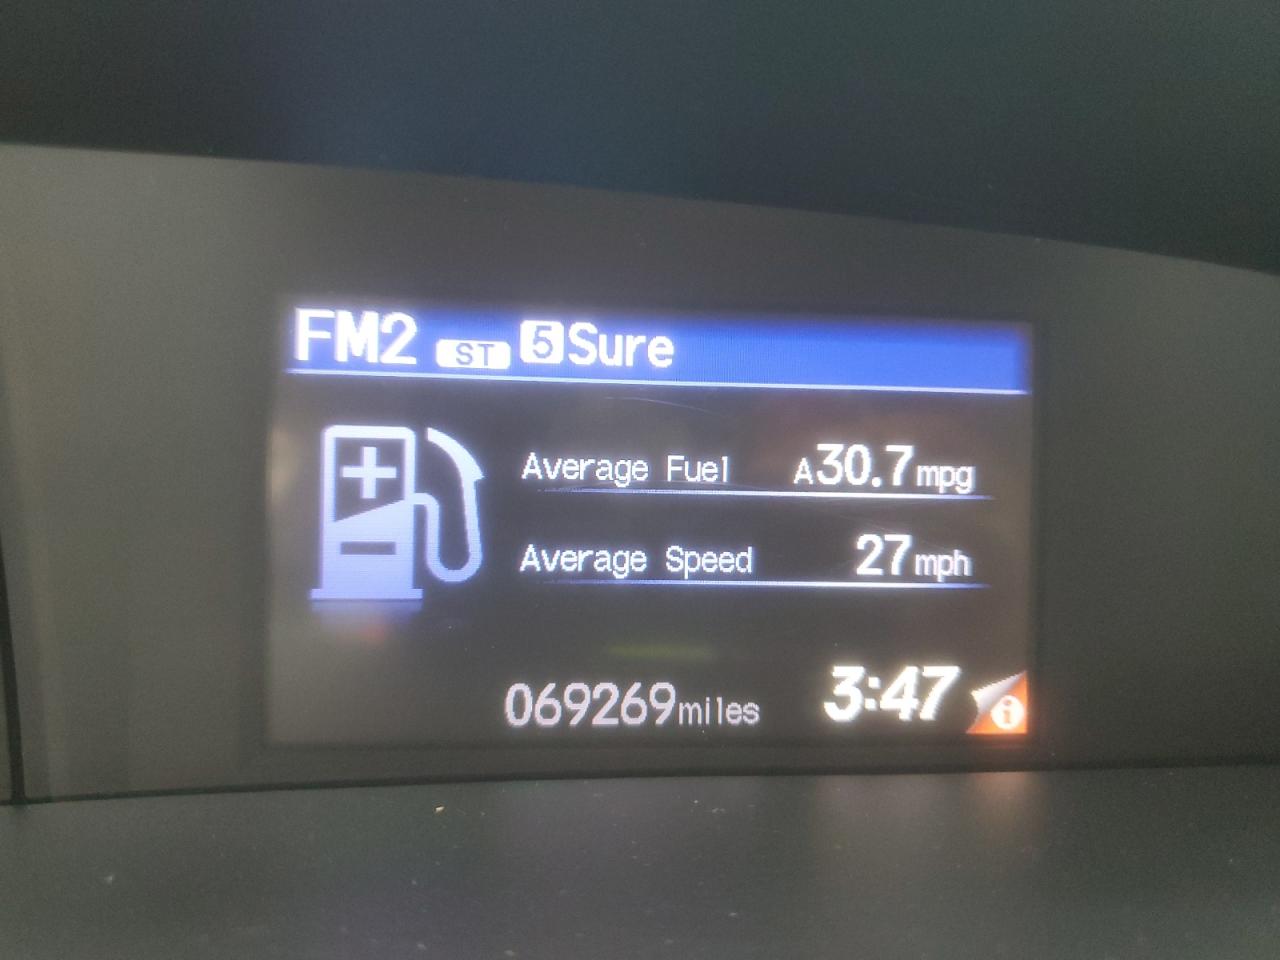 FM2 ST 5 Sure
Average Fuel A30.7mpg
Average Speed 27mph
069269miles 3:47 i